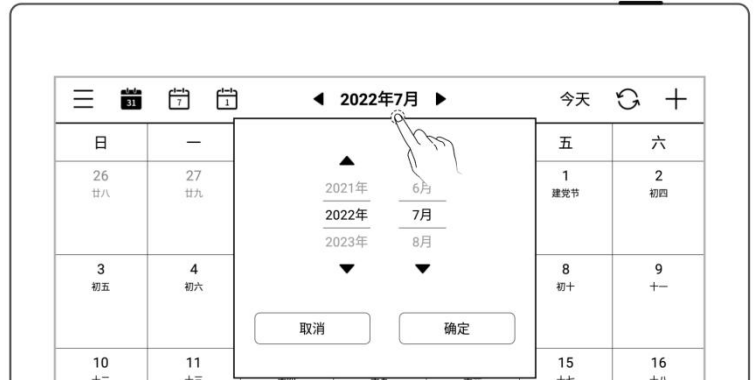 31 7 1 2022年7月 今天
日 一 五 六
26 27 1 2
廿八 廿九 建党节 初四
2021年 6月
2022年 7月
2023年 8月
3 4 8 9
初五 初六 初十 十一
取消 确定
10 11 15 16